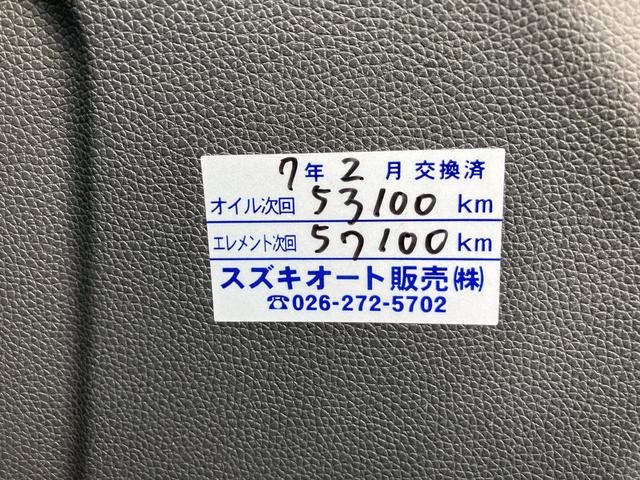 7年 2 月 交換済
オイル次回 53100 km
エレメント次回 57100 km
スズキオート販売㈱
☎026-272-5702